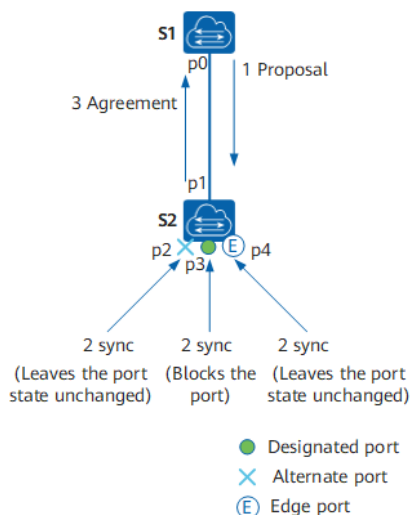 S1
p0
1 Proposal
3 Agreement
p1
S2
p2
p3
E
p4
2 sync
(Leaves the port
state unchanged)
2 sync
(Blocks the
port)
2 sync
(Leaves the port
state unchanged)
Designated port
Alternate port
E Edge port